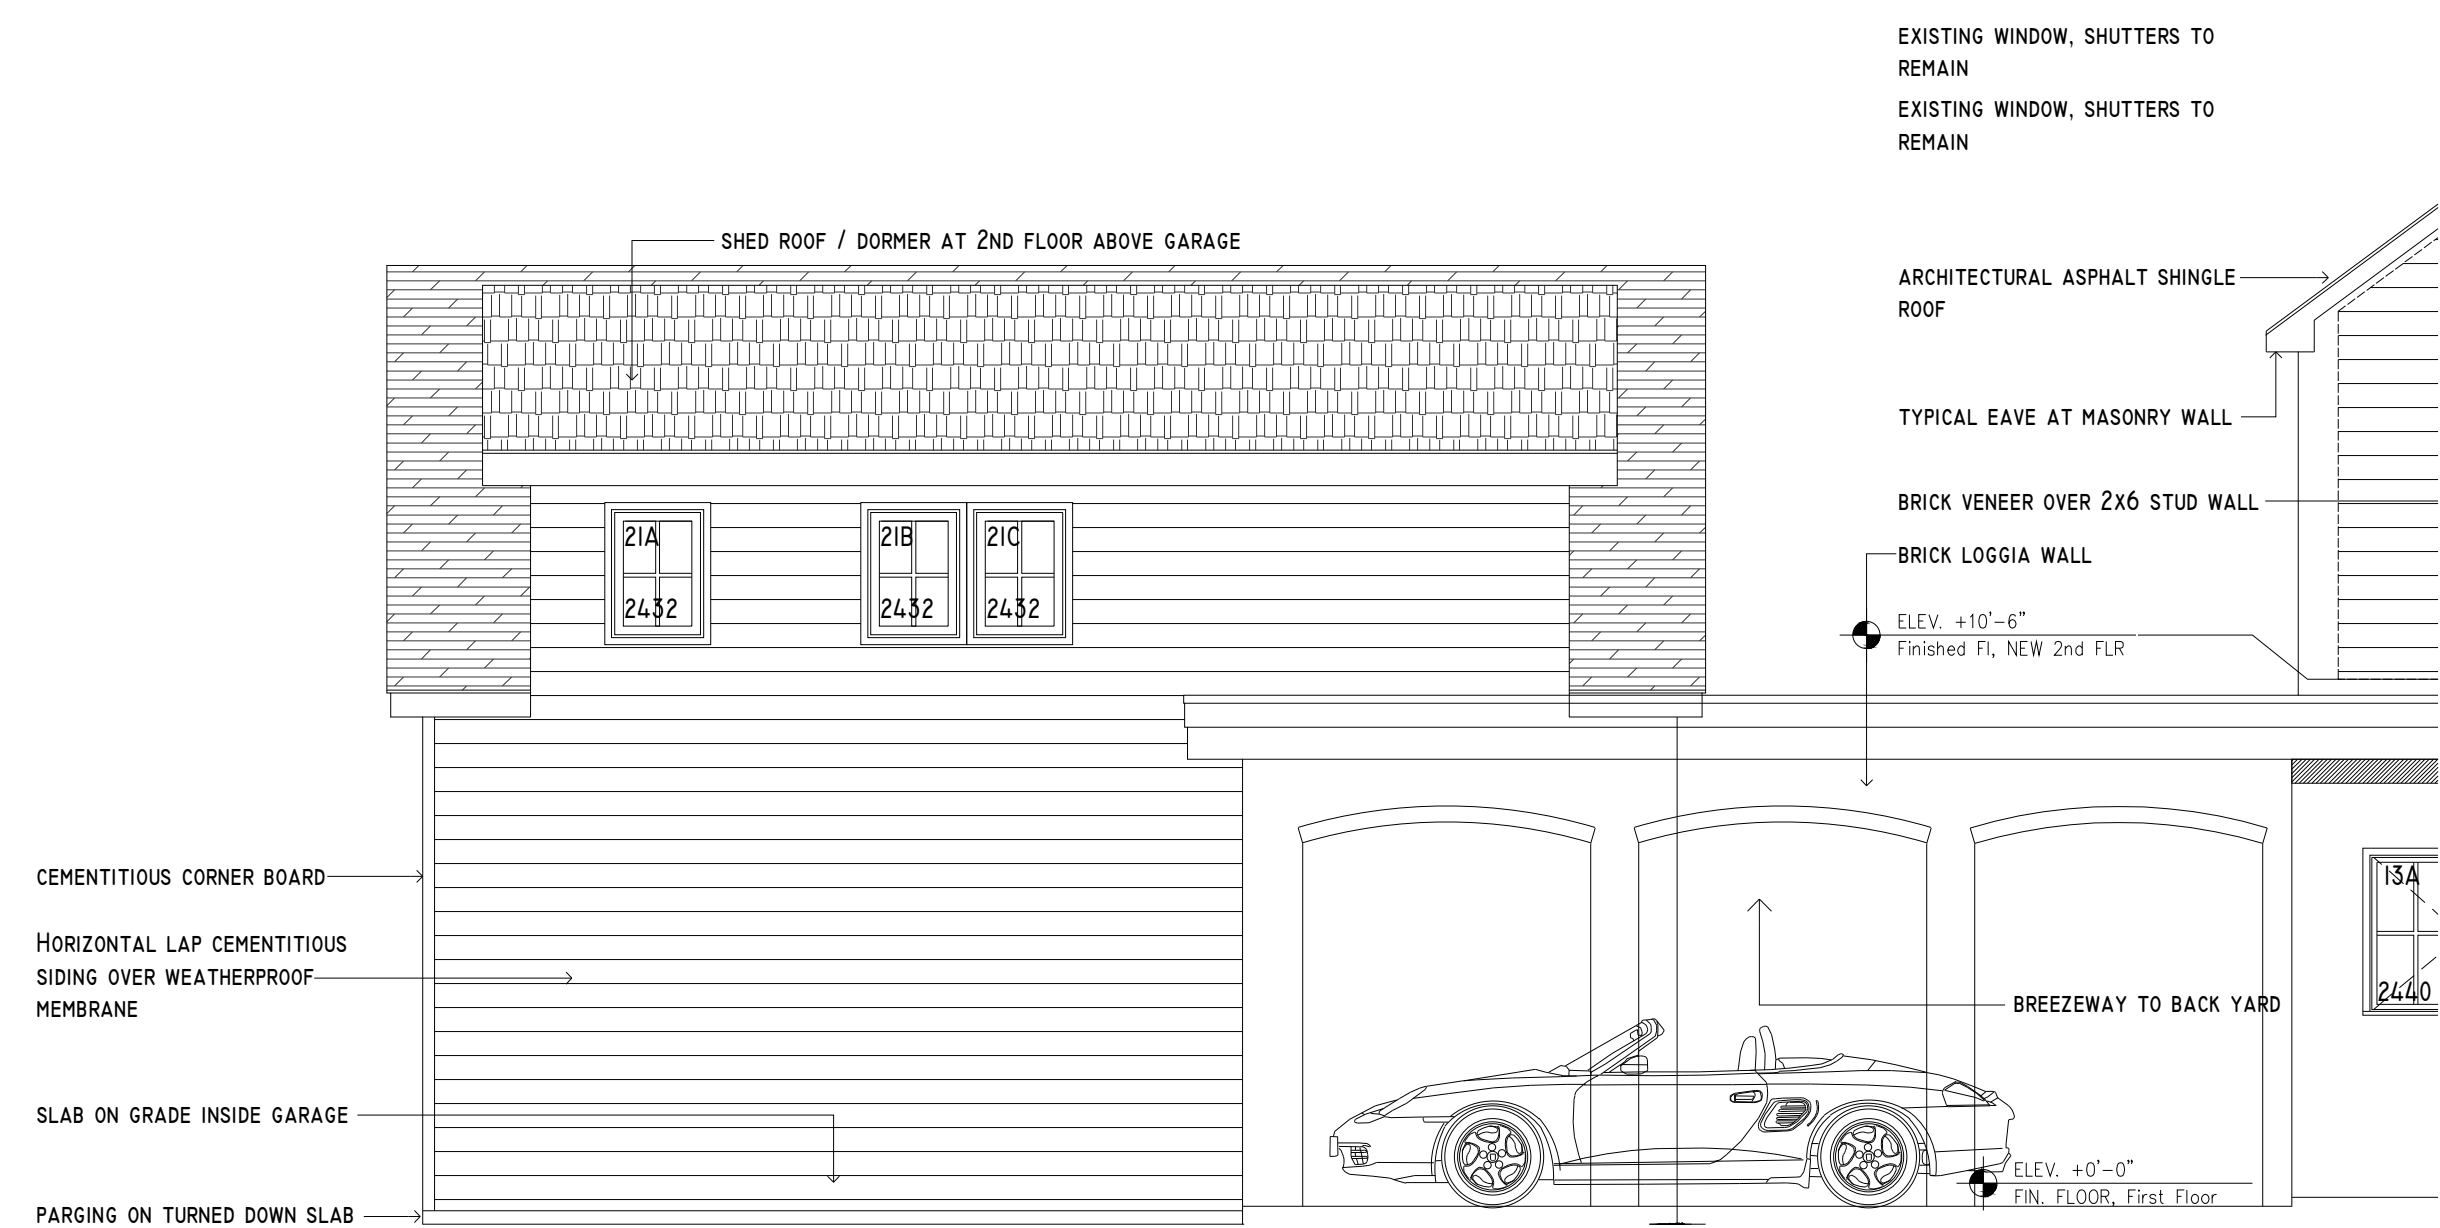 EXISTING WINDOW, SHUTTERS TO
REMAIN
EXISTING WINDOW, SHUTTERS TO
REMAIN
SHED ROOF / DORMER AT 2ND FLOOR ABOVE GARAGE
ARCHITECTURAL ASPHALT SHINGLE
ROOF
TYPICAL EAVE AT MASONRY WALL
BRICK VENEER OVER 2X6 STUD WALL
21A
21B
21C
BRICK LOGGIA WALL
2432
2432
2432
ELEV. +10'-6"
Finished Fl, NEW 2nd FLR
CEMENTITIOUS CORNER BOARD
13A
HORIZONTAL LAP CEMENTITIOUS
SIDING OVER WEATHERPROOF
MEMBRANE
2440
BREEZEWAY TO BACK YARD
SLAB ON GRADE INSIDE GARAGE
ELEV. +0'-0"
FIN. FLOOR, First Floor
PARGING ON TURNED DOWN SLAB